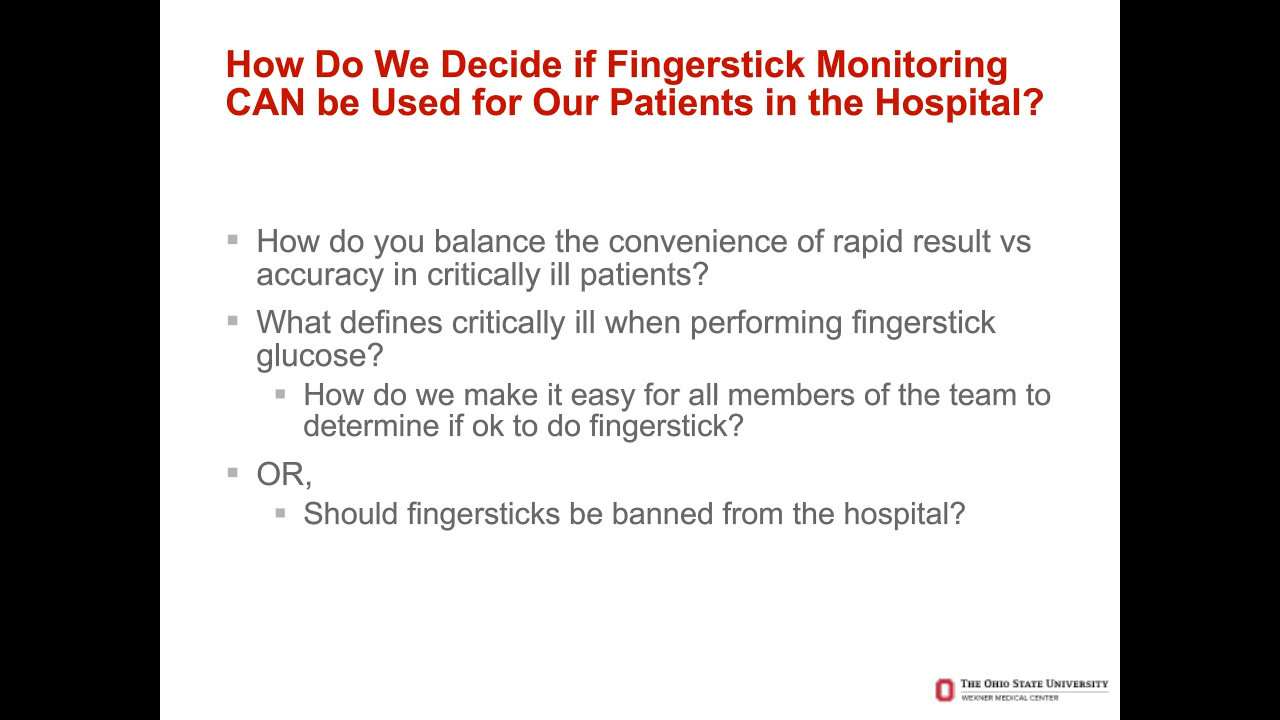 How Do We Decide if Fingerstick Monitoring
CAN be Used for Our Patients in the Hospital?
How do you balance the convenience of rapid result vs
accuracy in critically ill patients?
What defines critically ill when performing fingerstick
glucose?
How do we make it easy for all members of the team to
determine if ok to do fingerstick?
OR,
Should fingersticks be banned from the hospital?
THE OHIO STATE UNIVERSITY
WEXNER MEDICAL CENTER